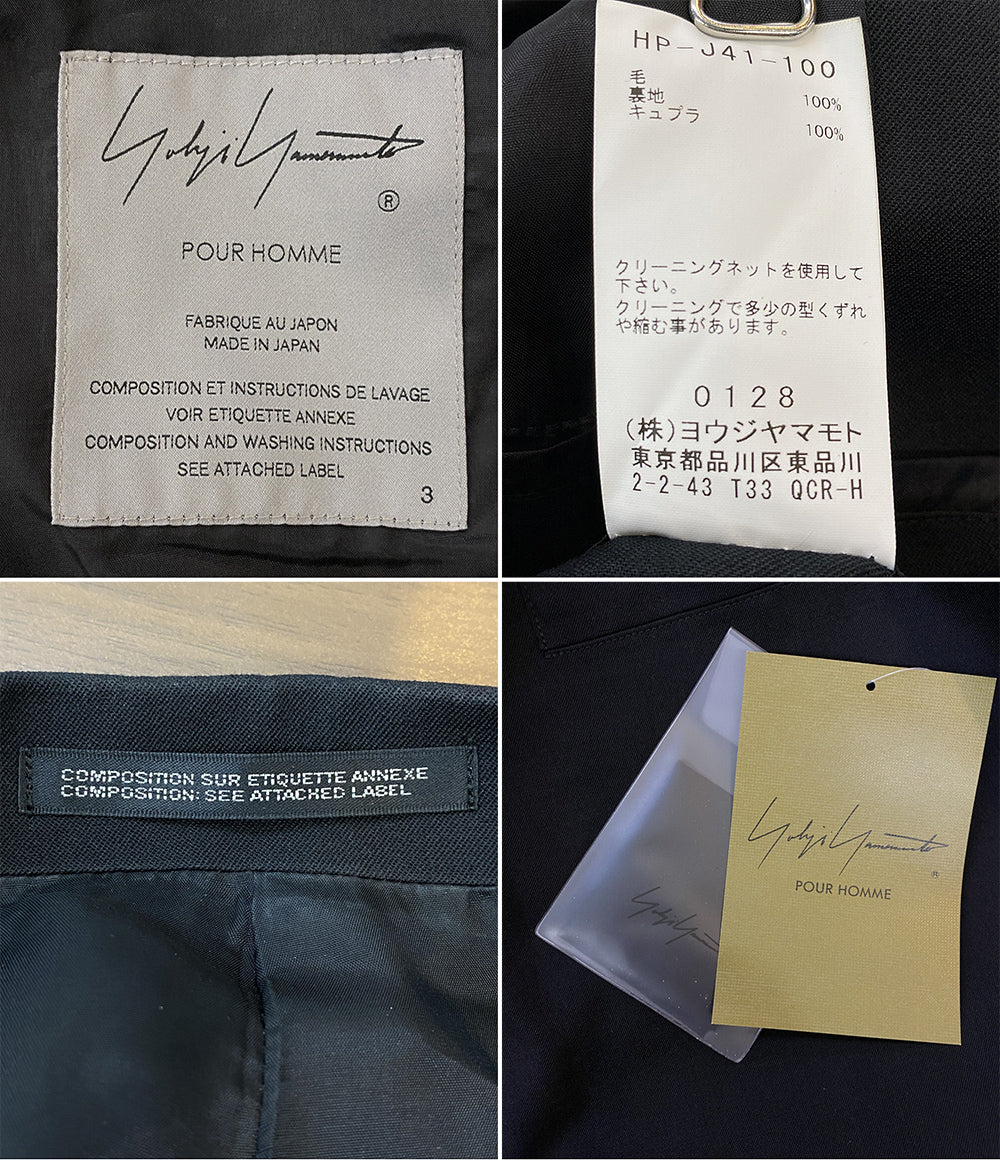 Yohji Yamamoto
®
POUR HOMME
FABRIQUE AU JAPON
MADE IN JAPAN
COMPOSITION ET INSTRUCTIONS DE LAVAGE
VOIR ETIQUETTE ANNEXE
COMPOSITION AND WASHING INSTRUCTIONS
SEE ATTACHED LABEL
3
HP-J41-100
毛 100%
裏地
キュプラ 100%
クリーニングネットを使用して
下さい。
クリーニングで多少の型くずれ
や縮む事があります。
0128
(株)ヨウジヤマモト
東京都品川区東品川
2-2-43 T33 QCR-H
COMPOSITION SUR ETIQUETTE ANNEXE
COMPOSITION: SEE ATTACHED LABEL
Yohji Yamamoto
®
POUR HOMME
Yohji Y